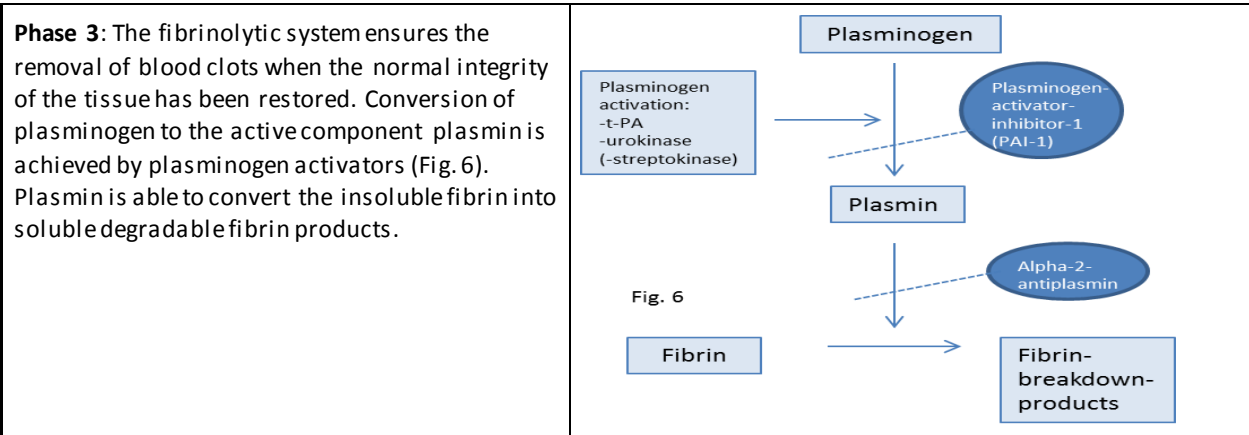 Phase 3: The fibrinolytic system ensures the
removal of blood clots when the normal integrity
of the tissue has been restored. Conversion of
plasminogen to the active component plasmin is
achieved by plasminogen activators (Fig. 6).
Plasmin is able to convert the insoluble fibrin into
soluble degradable fibrin products.
Plasminogen
Plasminogen
activation:
-t-PA
-urokinase
(-streptokinase)
Plasminogen-
activator-
inhibitor-1
(PAI-1)
Plasmin
Alpha-2-
antiplasmin
Fig. 6
Fibrin
Fibrin-
breakdown-
products